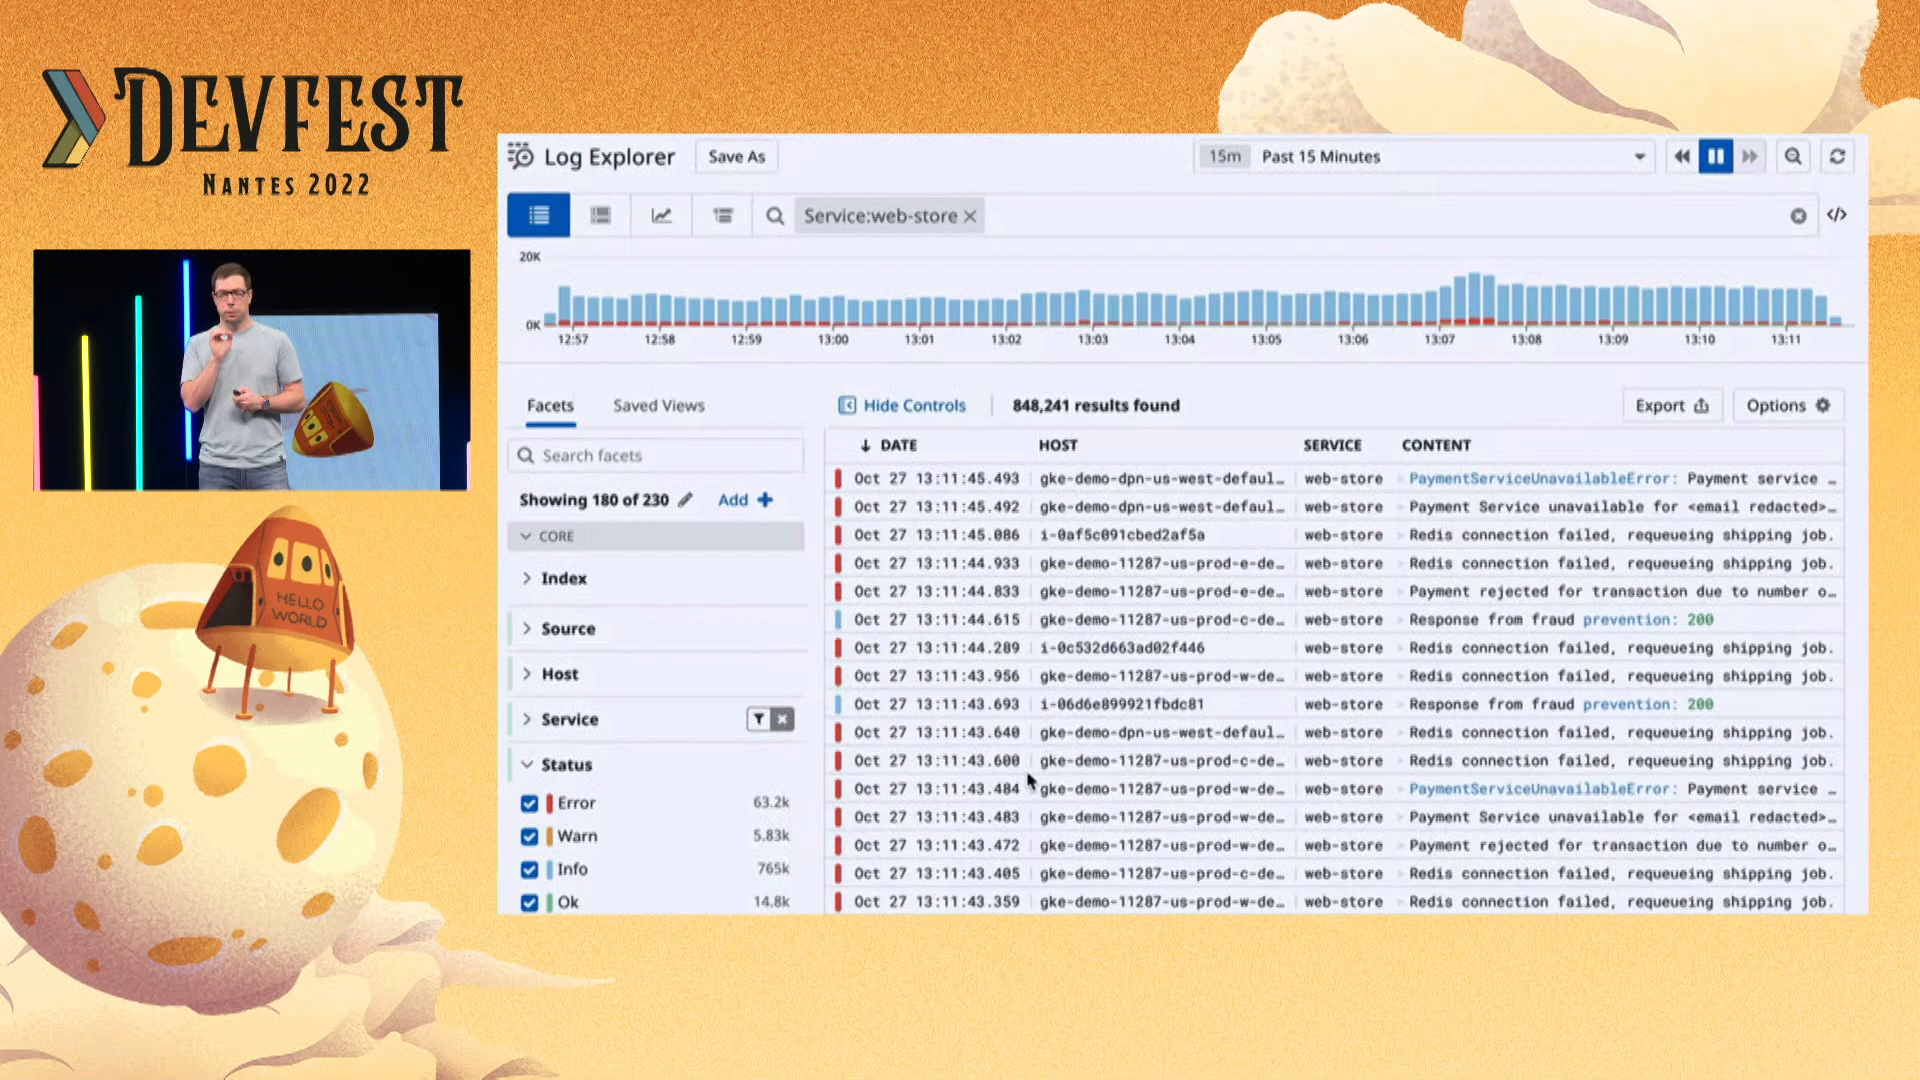 DEVFEST
NANTES 2022
HELLO
WORLD
Log Explorer
Save As
15m Past 15 Minutes
Service:web-store
20K
0K
12:57 12:58 12:59 13:00 13:01 13:02 13:03 13:04 13:05 13:06 13:07 13:08 13:09 13:10 13:11
Facets
Saved Views
Search facets
Showing 180 of 230
Add +
CORE
Index
Source
Host
Service
Status
Error 63.2k
Warn 5.83k
Info 765k
Ok 14.8k
Hide Controls
848,241 results found
Export
Options
↓ DATE HOST SERVICE CONTENT
Oct 27 13:11:45.493 gke-demo-dpn-us-west-defaul… web-store PaymentServiceUnavailableError: Payment service …
Oct 27 13:11:45.492 gke-demo-dpn-us-west-defaul… web-store Payment Service unavailable for <email redacted>…
Oct 27 13:11:45.086 i-0af5c091cbed2af5a web-store Redis connection failed, requeueing shipping job.
Oct 27 13:11:44.933 gke-demo-11287-us-prod-e-de… web-store Redis connection failed, requeueing shipping job.
Oct 27 13:11:44.833 gke-demo-11287-us-prod-e-de… web-store Payment rejected for transaction due to number o…
Oct 27 13:11:44.615 gke-demo-11287-us-prod-c-de… web-store Response from fraud prevention: 200
Oct 27 13:11:44.289 i-0c532d663ad02f446 web-store Redis connection failed, requeueing shipping job.
Oct 27 13:11:43.956 gke-demo-11287-us-prod-w-de… web-store Redis connection failed, requeueing shipping job.
Oct 27 13:11:43.693 i-06d6e899921fbdc81 web-store Response from fraud prevention: 200
Oct 27 13:11:43.640 gke-demo-dpn-us-west-defaul… web-store Redis connection failed, requeueing shipping job.
Oct 27 13:11:43.600 gke-demo-11287-us-prod-c-de… web-store Redis connection failed, requeueing shipping job.
Oct 27 13:11:43.484 gke-demo-11287-us-prod-w-de… web-store PaymentServiceUnavailableError: Payment service …
Oct 27 13:11:43.483 gke-demo-11287-us-prod-w-de… web-store Payment Service unavailable for <email redacted>…
Oct 27 13:11:43.472 gke-demo-11287-us-prod-w-de… web-store Payment rejected for transaction due to number o…
Oct 27 13:11:43.405 gke-demo-11287-us-prod-c-de… web-store Redis connection failed, requeueing shipping job.
Oct 27 13:11:43.359 gke-demo-11287-us-prod-w-de… web-store Redis connection failed, requeueing shipping job.